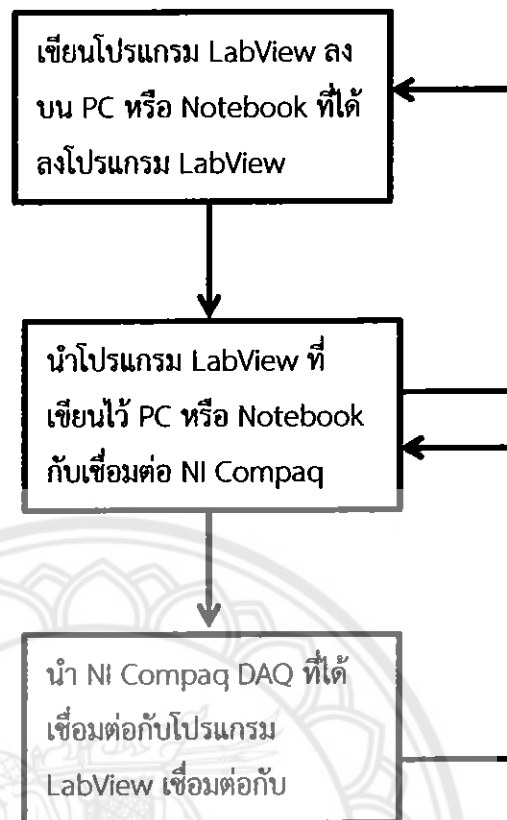 เขียนโปรแกรม LabView ลง
บน PC หรือ Notebook ที่ได้
ลงโปรแกรม LabView
นำโปรแกรม LabView ที่
เขียนไว้ PC หรือ Notebook
กับเชื่อมต่อ NI Compaq
นำ NI Compaq DAQ ที่ได้
เชื่อมต่อกับโปรแกรม
LabView เชื่อมต่อกับ